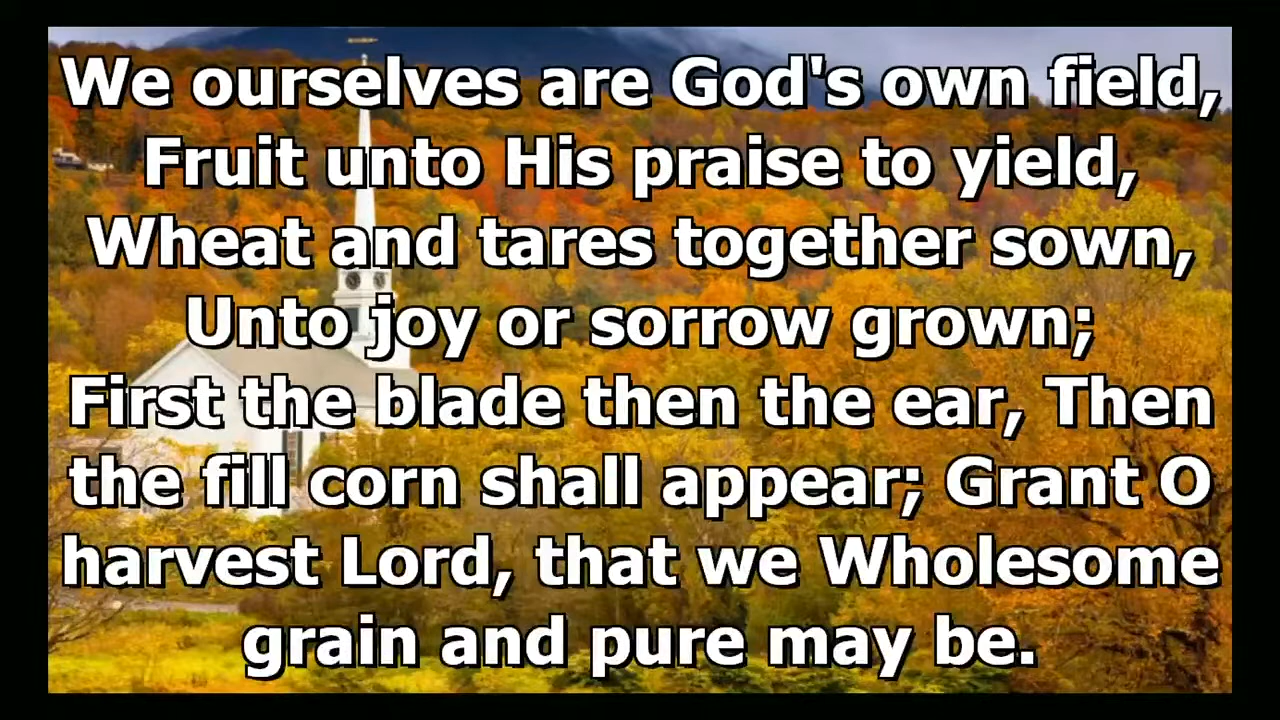 We ourselves are God's own field,
Fruit unto His praise to yield,
Wheat and tares together sown,
Unto joy or sorrow grown;
First the blade then the ear, Then
the fill corn shall appear; Grant O
harvest Lord, that we Wholesome
grain and pure may be.